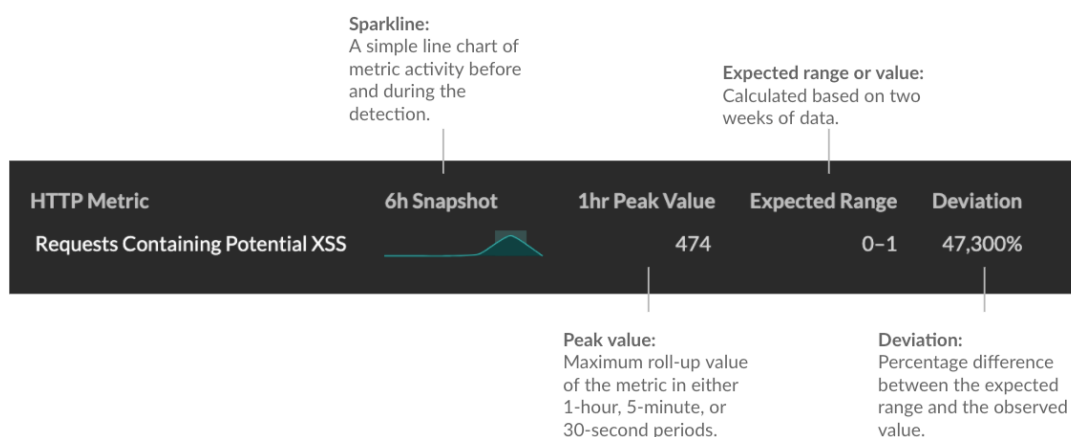 Sparkline:
A simple line chart of
metric activity before
and during the
detection.
Expected range or value:
Calculated based on two
weeks of data.
HTTP Metric 6h Snapshot 1hr Peak Value Expected Range Deviation
Requests Containing Potential XSS 474 0–1 47,300%
Peak value:
Maximum roll-up value
of the metric in either
1-hour, 5-minute, or
30-second periods.
Deviation:
Percentage difference
between the expected
range and the observed
value.